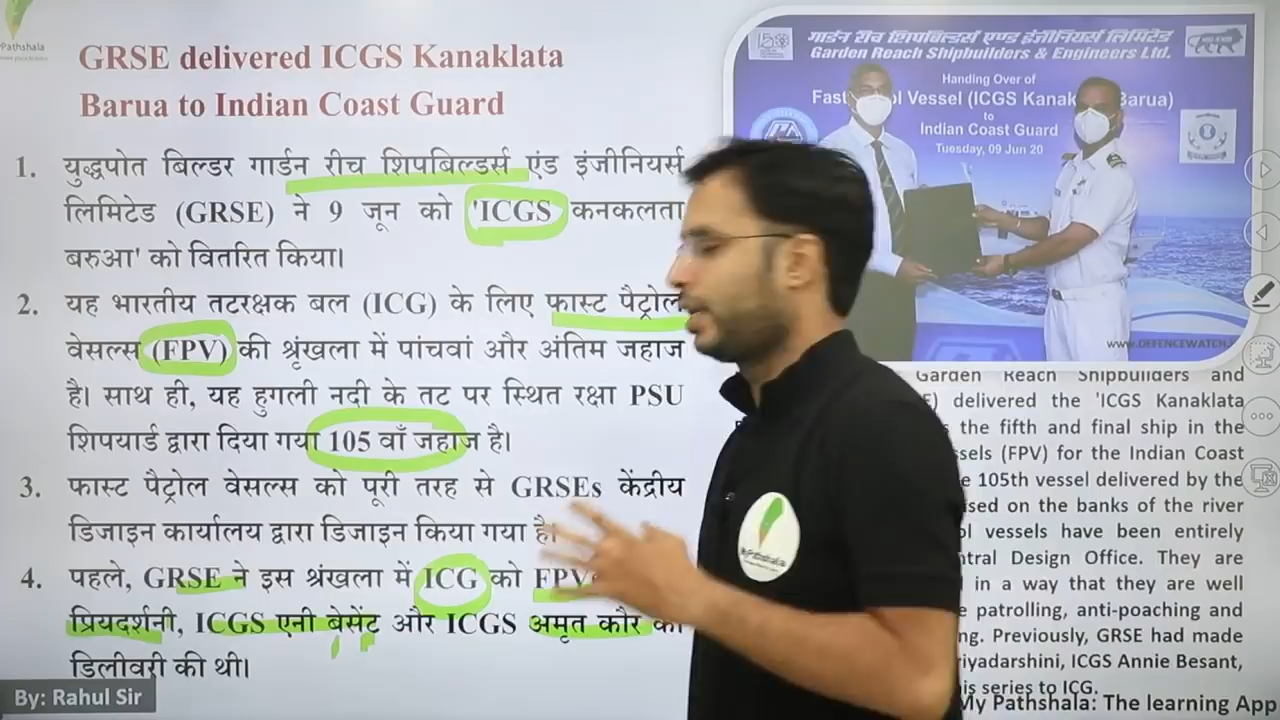 Pathshala
GRSE delivered ICGS Kanaklata
Barua to Indian Coast Guard
1. युद्धपोत बिल्डर गार्डन रीच शिपबिल्डर्स एंड इंजीनियर्स
लिमिटेड (GRSE) ने 9 जून को 'ICGS कनकलता
बरुआ' को वितरित किया।
2. यह भारतीय तटरक्षक बल (ICG) के लिए फास्ट पैट्रोल
वेसल्स (FPV) की श्रृंखला में पांचवां और अंतिम जहाज
है। साथ ही, यह हुगली नदी के तट पर स्थित रक्षा PSU
शिपयार्ड द्वारा दिया गया 105 वाँ जहाज है।
3. फास्ट पैट्रोल वेसल्स को पूरी तरह से GRSEs केंद्रीय
डिजाइन कार्यालय द्वारा डिजाइन किया गया है।
4. पहले, GRSE ने इस श्रंखला में ICG को FPV
प्रियदर्शनी, ICGS एनी बेसेंट और ICGS अमृत कौर की
डिलीवरी की थी।
By: Rahul Sir
गार्डन रीच शिपबिल्डर्स एण्ड इंजीनियर्स लिमिटेड
Garden Reach Shipbuilders & Engineers Ltd.
Handing Over of
Fast ol Vessel (ICGS Kanak Barua)
to
Indian Coast Guard
Tuesday, 09 Jun 20
www.DEFENCEWATCH.
Garden Reach Shipbuilders and
E) delivered the 'ICGS Kanaklata
the fifth and final ship in the
ssels (FPV) for the Indian Coast
e 105th vessel delivered by the
ised on the banks of the river
ol vessels have been entirely
ntral Design Office. They are
in a way that they are well
e patrolling, anti-poaching and
ng. Previously, GRSE had made
riyadarshini, ICGS Annie Besant,
is series to ICG.
My Pathshala: The learning App
My Pathshala